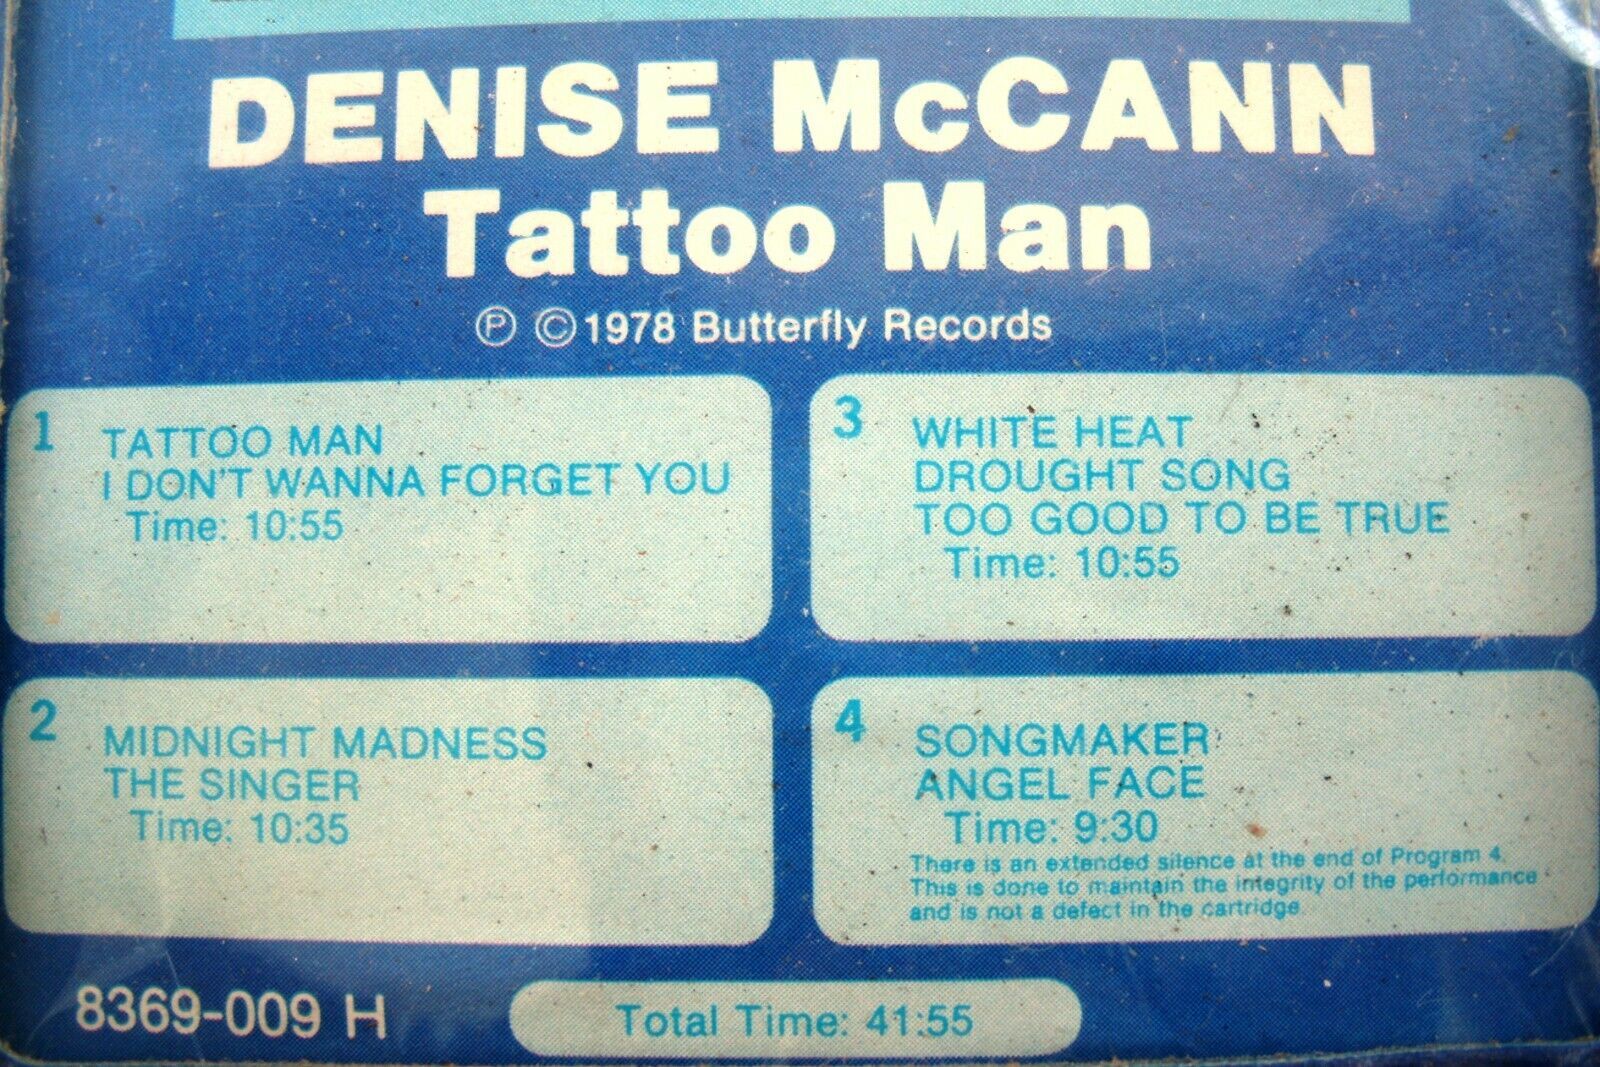 DENISE McCANN
Tattoo Man
Ⓟ ©1978 Butterfly Records
1
TATTOO MAN
I DON'T WANNA FORGET YOU
Time: 10:55
2
MIDNIGHT MADNESS
THE SINGER
Time: 10:35
3
WHITE HEAT
DROUGHT SONG
TOO GOOD TO BE TRUE
Time: 10:55
4
SONGMAKER
ANGEL FACE
Time: 9:30
There is an extended silence at the end of Program 4.
This is done to maintain the integrity of the performance
and is not a defect in the cartridge.
8369-009 H
Total Time: 41:55